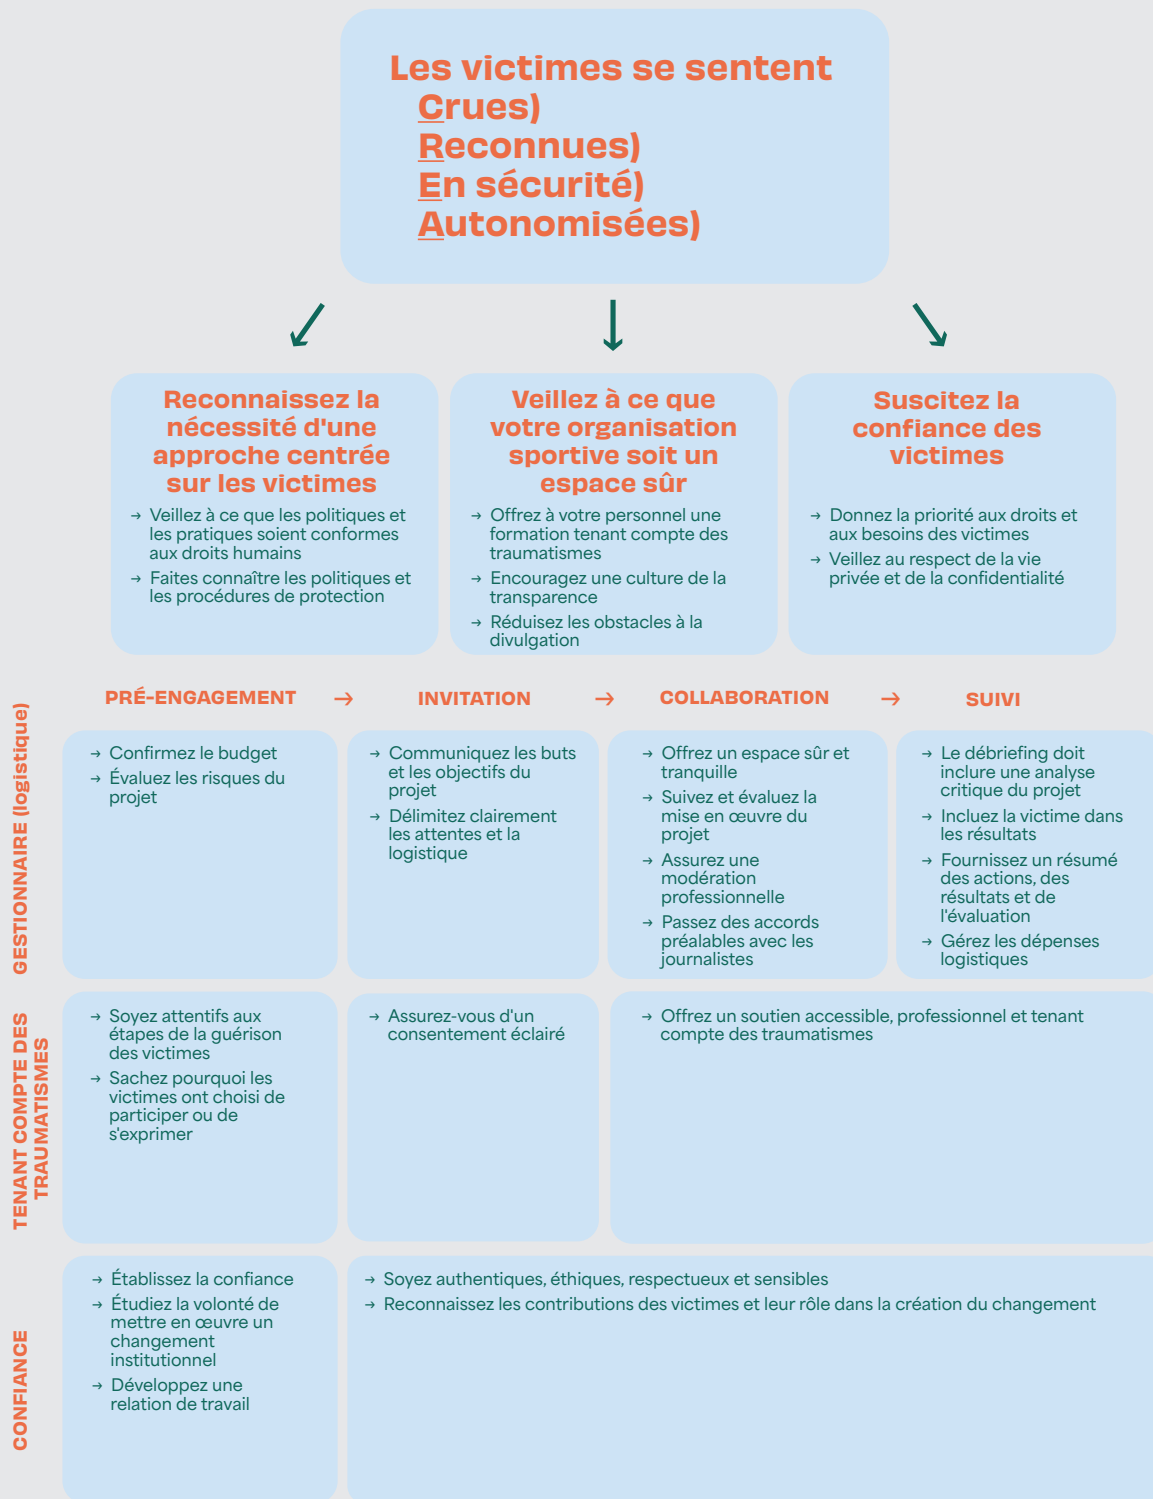 Les victimes se sentent
Crues)
Reconnues)
En sécurité)
Autonomisées)
Reconnaissez la
nécessité d'une
approche centrée
sur les victimes
→ Veillez à ce que les politiques et
les pratiques soient conformes
aux droits humains
→ Faites connaître les politiques et
les procédures de protection
Veillez à ce que
votre organisation
sportive soit un
espace sûr
→ Offrez à votre personnel une
formation tenant compte des
traumatismes
→ Encouragez une culture de la
transparence
→ Réduisez les obstacles à la
divulgation
Suscitez la
confiance des
victimes
→ Donnez la priorité aux droits et
aux besoins des victimes
→ Veillez au respect de la vie
privée et de la confidentialité
PRÉ-ENGAGEMENT → INVITATION → COLLABORATION → SUIVI
GESTIONNAIRE (logistique)
→ Confirmez le budget
→ Évaluez les risques du
projet
→ Communiquez les buts
et les objectifs du
projet
→ Délimitez clairement
les attentes et la
logistique
→ Offrez un espace sûr et
tranquille
→ Suivez et évaluez la
mise en œuvre du
projet
→ Assurez une
modération
professionnelle
→ Passez des accords
préalables avec les
journalistes
→ Le débriefing doit
inclure une analyse
critique du projet
→ Incluez la victime dans
les résultats
→ Fournissez un résumé
des actions, des
résultats et de
l'évaluation
→ Gérez les dépenses
logistiques
TENANT COMPTE DES
TRAUMATISMES
→ Soyez attentifs aux
étapes de la guérison
des victimes
→ Sachez pourquoi les
victimes ont choisi de
participer ou de
s'exprimer
→ Assurez-vous d'un
consentement éclairé
→ Offrez un soutien accessible, professionnel et tenant
compte des traumatismes
CONFIANCE
→ Établissez la confiance
→ Étudiez la volonté de
mettre en œuvre un
changement
institutionnel
→ Développez une
relation de travail
→ Soyez authentiques, éthiques, respectueux et sensibles
→ Reconnaissez les contributions des victimes et leur rôle dans la création du changement